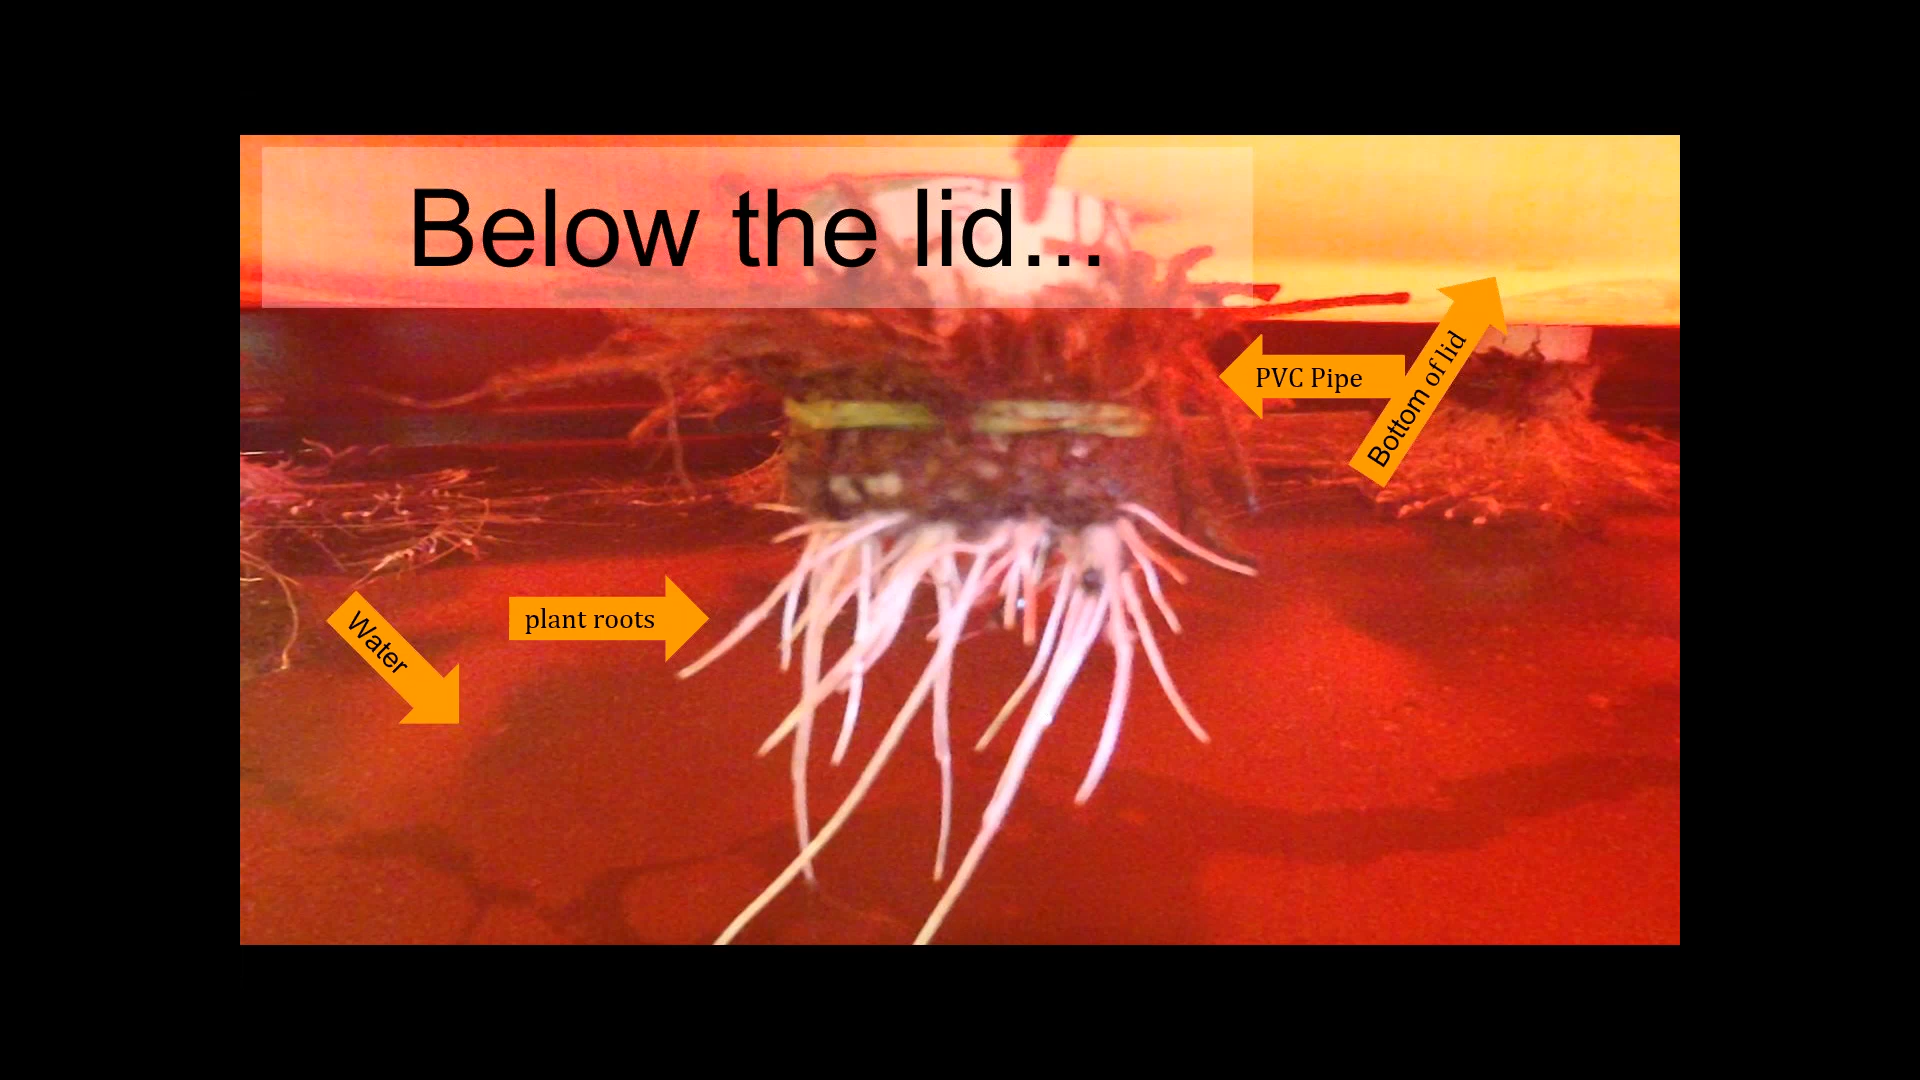 Below the lid...
PVC Pipe
Bottom of lid
plant roots
Water